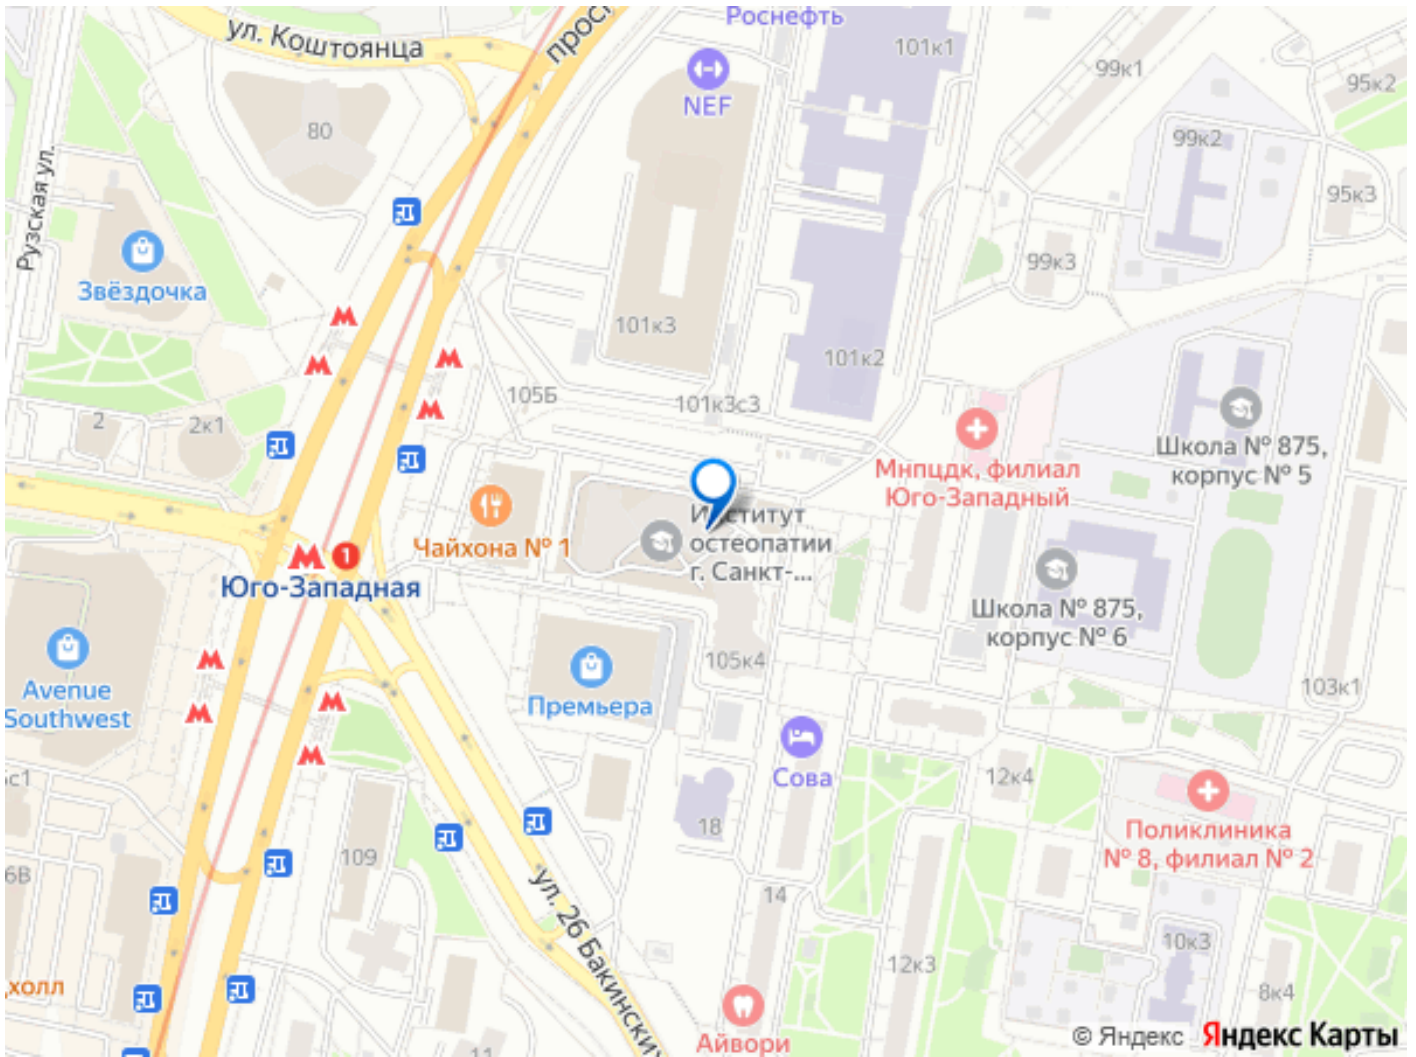 Роснефть
ул. Коштоянца
101к1
99к1
95к2
NEF
80
99к2
Рузская ул.
95к3
99к3
Звёздочка
101к3
101к2
105Б
101к3с3
2
2к1
Школа № 875,
корпус № 5
Мнпцдк, филиал
Юго-Западный
Институт
остеопатии
г. Санкт-...
Чайхона № 1
1
Юго-Западная
Школа № 875,
корпус № 6
105к4
103к1
Avenue
Southwest
Премьера
Сова
12к4
18
Поликлиника
№ 8, филиал № 2
109
6В
14
ул. 26 Бакинских
10к3
12к3
8к4
холл
11
Айвори
© Яндекс Яндекс Карты